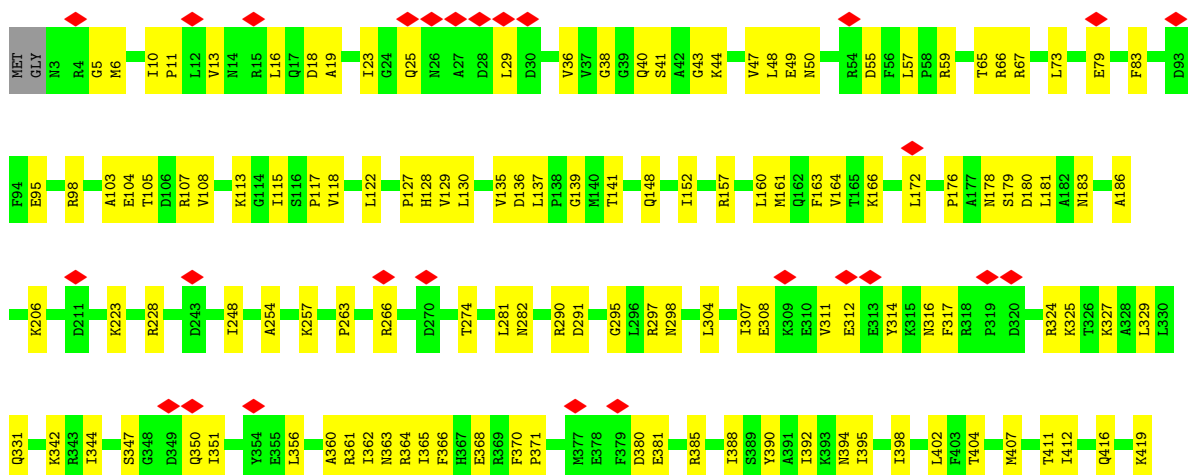 MET GLY N3 R4 G5 M6 I10 P11 L12 V13 N14 R15 L16 Q17 D18 A19 I23 G24 Q25 N26 A27 D28 L29 D30 V36 V37 G38 G39 Q40 S41 A42 G43 K44 V47 L48 E49 N50 R54 D55 F56 L57 P58 R59 T65 R66 R67 L73 E79 F83 D93
F94 E95 R98 A103 E104 T105 D106 R107 V108 K113 G114 I115 S116 P117 V118 L122 P127 H128 V129 L130 V135 D136 L137 P138 G139 M140 T141 Q148 I152 R157 L160 M161 Q162 F163 V164 T165 K166 L172 P176 A177 N178 S179 D180 L181 A182 N183 A186
K206 D211 K223 R228 D243 I248 A254 K257 P263 R266 D270 T274 L281 N282 R290 D291 G295 L296 R297 N298 L304 I307 E308 K309 E310 V311 E312 E313 Y314 K315 N316 F317 R318 P319 D320 R324 K325 T326 K327 A328 L329 L330
Q331 K342 R343 I344 S347 G348 D349 Q350 I351 Y354 E355 L356 A360 R361 I362 N363 R364 I365 F366 H367 E368 R369 F370 P371 M377 E378 F379 D380 E381 R385 I388 S389 Y390 A391 I392 K393 N394 I395 I398 L402 F403 T404 M407 T411 I412 Q416 K419